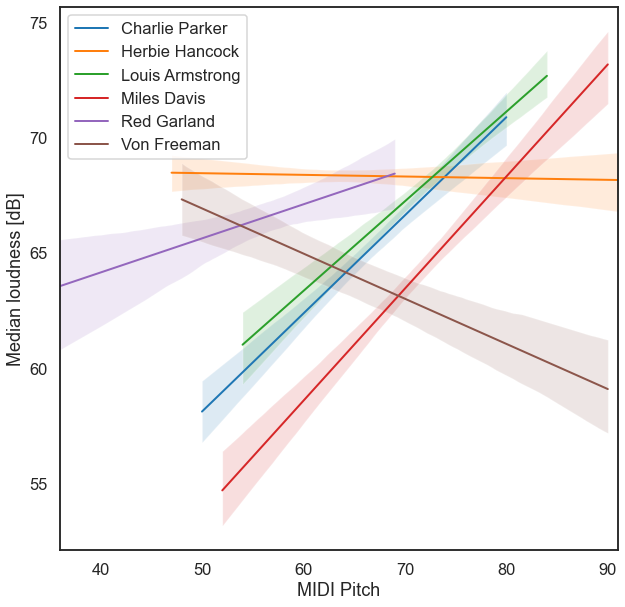 Charlie Parker
Herbie Hancock
Louis Armstrong
Miles Davis
Red Garland
Von Freeman
75
70
65
60
55
Median loudness [dB]
40 50 60 70 80 90
MIDI Pitch